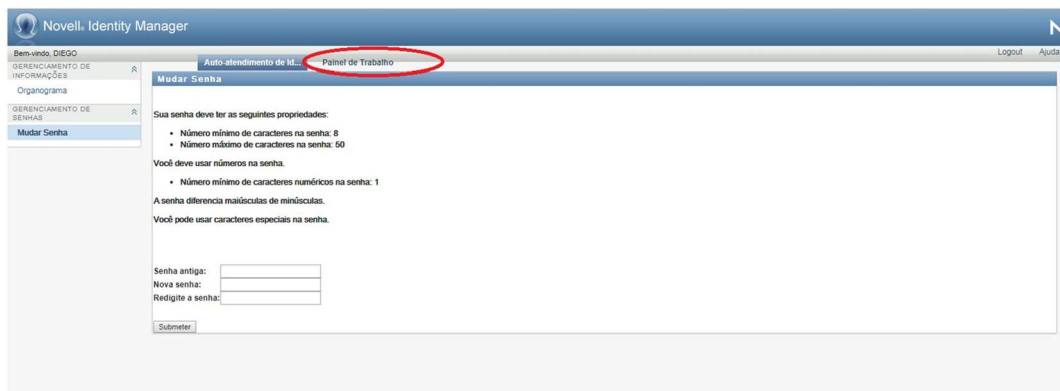 Novell® Identity Manager
N
Bem-vindo, DIEGO
Logout Ajuda
Auto-atendimento de Id... Painel de Trabalho
GERENCIAMENTO DE
INFORMAÇÕES
Organograma
GERENCIAMENTO DE
SENHAS
Mudar Senha
Mudar Senha
Sua senha deve ter as seguintes propriedades:
• Número mínimo de caracteres na senha: 8
• Número máximo de caracteres na senha: 50
Você deve usar números na senha.
• Número mínimo de caracteres numéricos na senha: 1
A senha diferencia maiúsculas de minúsculas.
Você pode usar caracteres especiais na senha.
Senha antiga:
Nova senha:
Redigite a senha:
Submeter